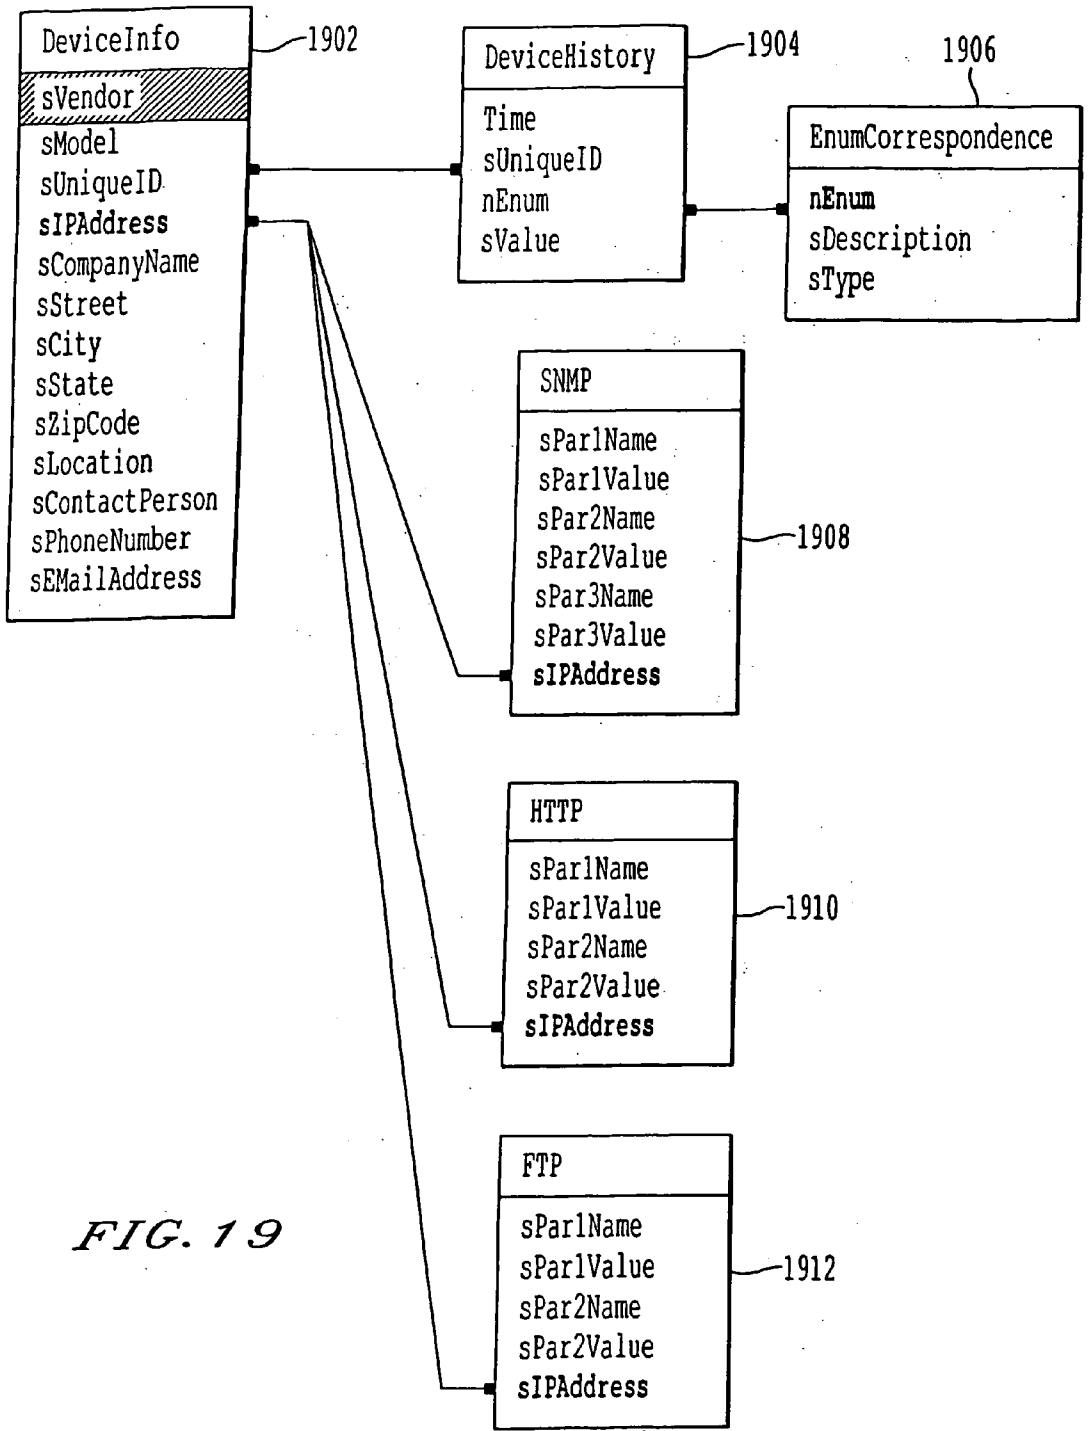 DeviceInfo
1902
sVendor
sModel
sUniqueID
sIPAddress
sCompanyName
sStreet
sCity
sState
sZipCode
sLocation
sContactPerson
sPhoneNumber
sEMailAddress
DeviceHistory
1904
Time
sUniqueID
nEnum
sValue
1906
EnumCorrespondence
nEnum
sDescription
sType
SNMP
sPar1Name
sPar1Value
sPar2Name
sPar2Value
sPar3Name
sPar3Value
sIPAddress
1908
HTTP
sPar1Name
sPar1Value
sPar2Name
sPar2Value
sIPAddress
1910
FTP
sPar1Name
sPar1Value
sPar2Name
sPar2Value
sIPAddress
1912
FIG. 19